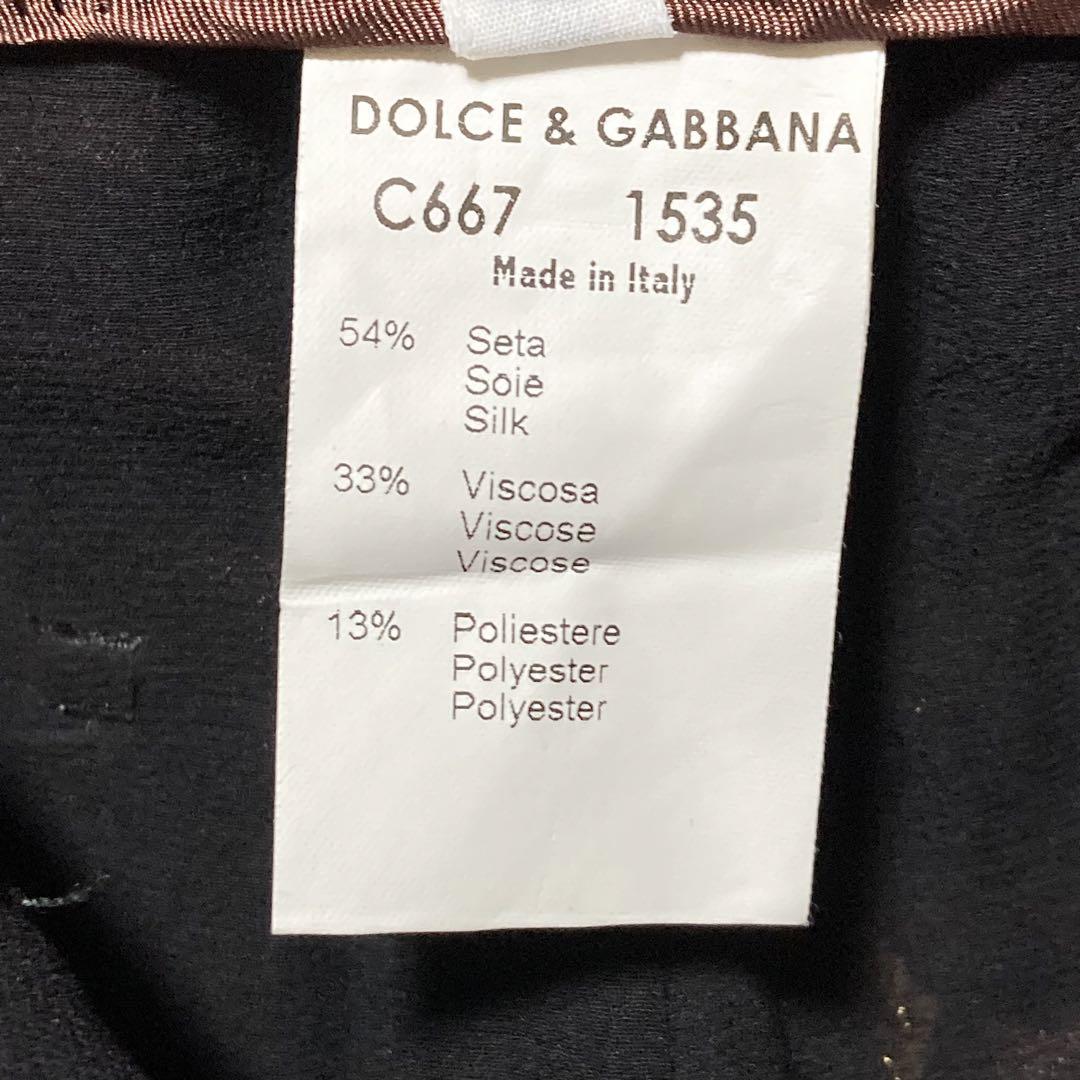 DOLCE & GABBANA
C667 1535
Made in Italy
54% Seta
Soie
Silk
33% Viscosa
Viscose
Viscose
13% Poliestere
Polyester
Polyester